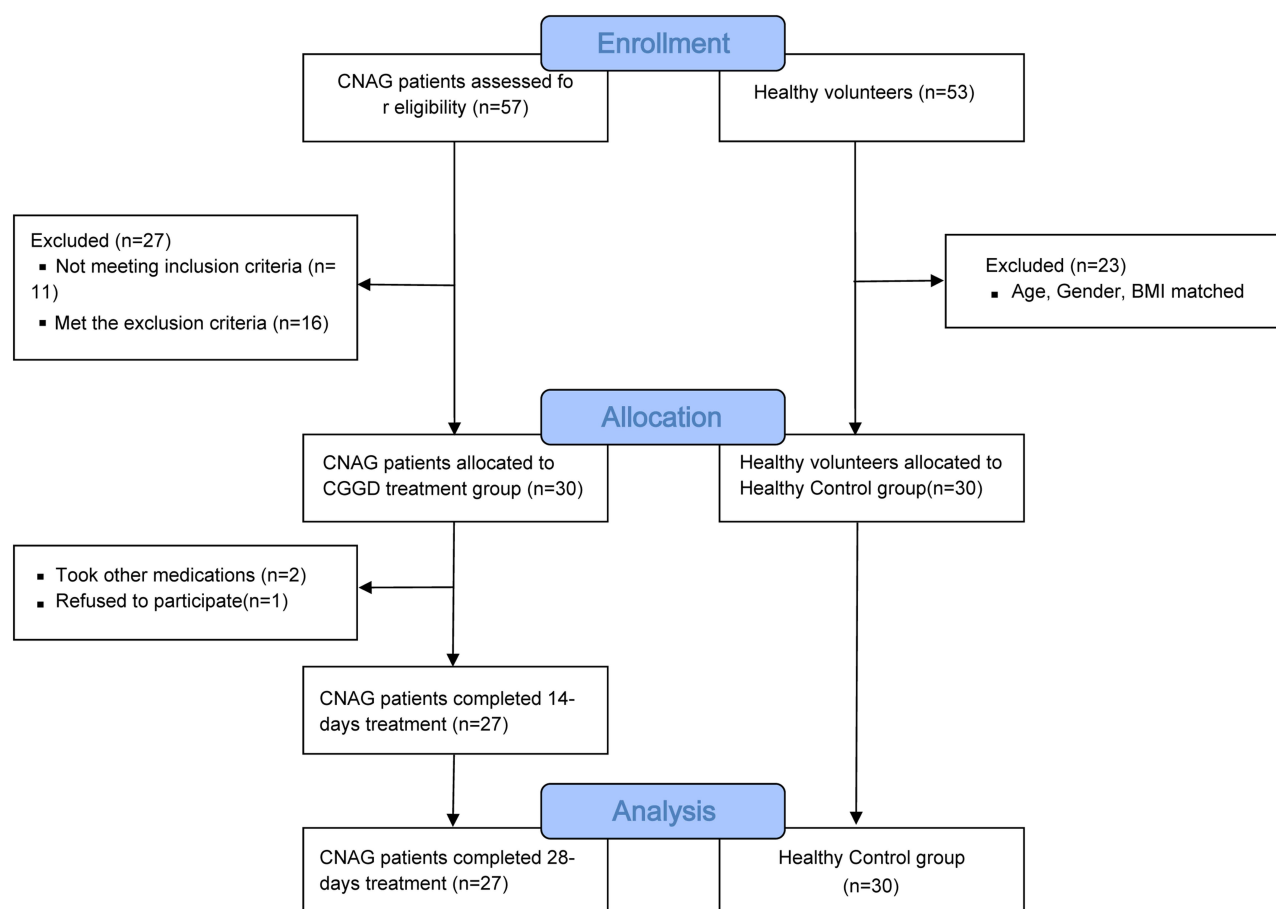 Enrollment
CNAG patients assessed fo
r eligibility (n=57)
Healthy volunteers (n=53)
Excluded (n=27)
▪ Not meeting inclusion criteria (n=
11)
▪ Met the exclusion criteria (n=16)
Excluded (n=23)
▪ Age, Gender, BMI matched
Allocation
CNAG patients allocated to
CGGD treatment group (n=30)
Healthy volunteers allocated to
Healthy Control group(n=30)
▪ Took other medications (n=2)
▪ Refused to participate(n=1)
CNAG patients completed 14-
days treatment (n=27)
Analysis
CNAG patients completed 28-
days treatment (n=27)
Healthy Control group
(n=30)